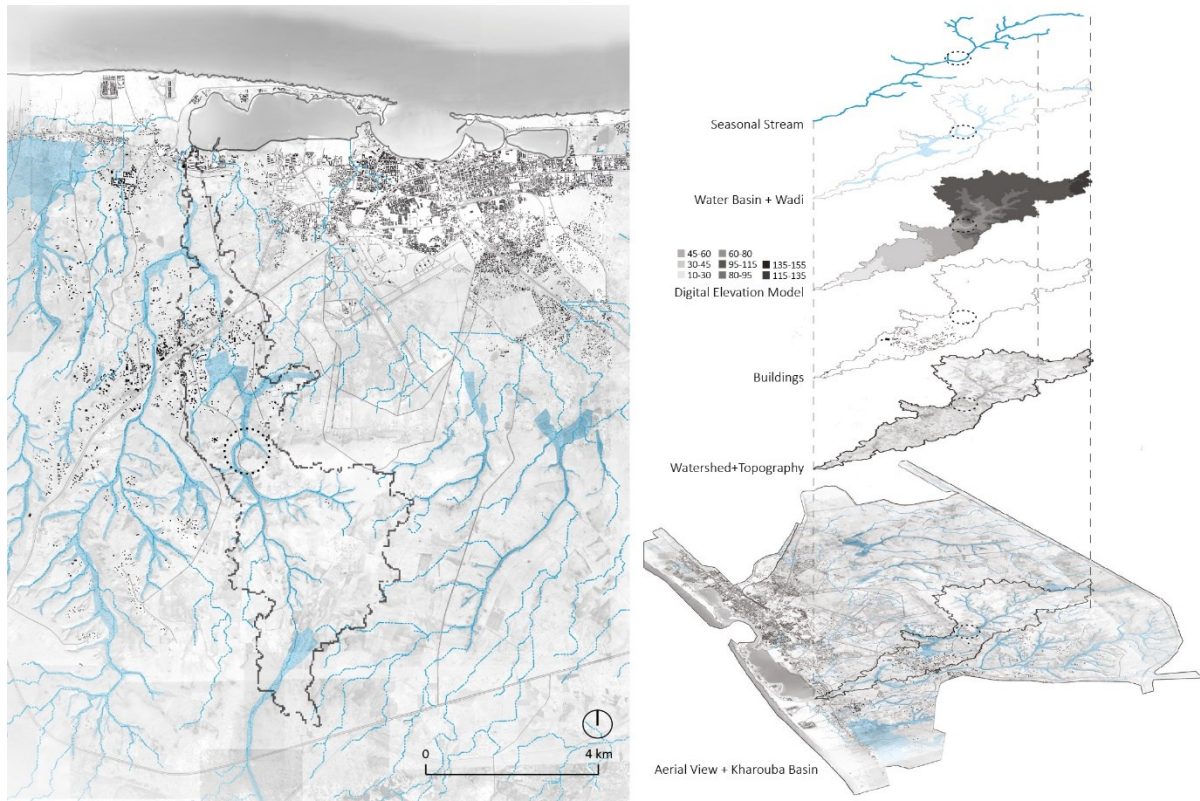 Seasonal Stream
Water Basin + Wadi
45-60 60-80
30-45 95-115 135-155
10-30 80-95 115-135
Digital Elevation Model
Buildings
Watershed+Topography
Aerial View + Kharouba Basin
*
0 4 km